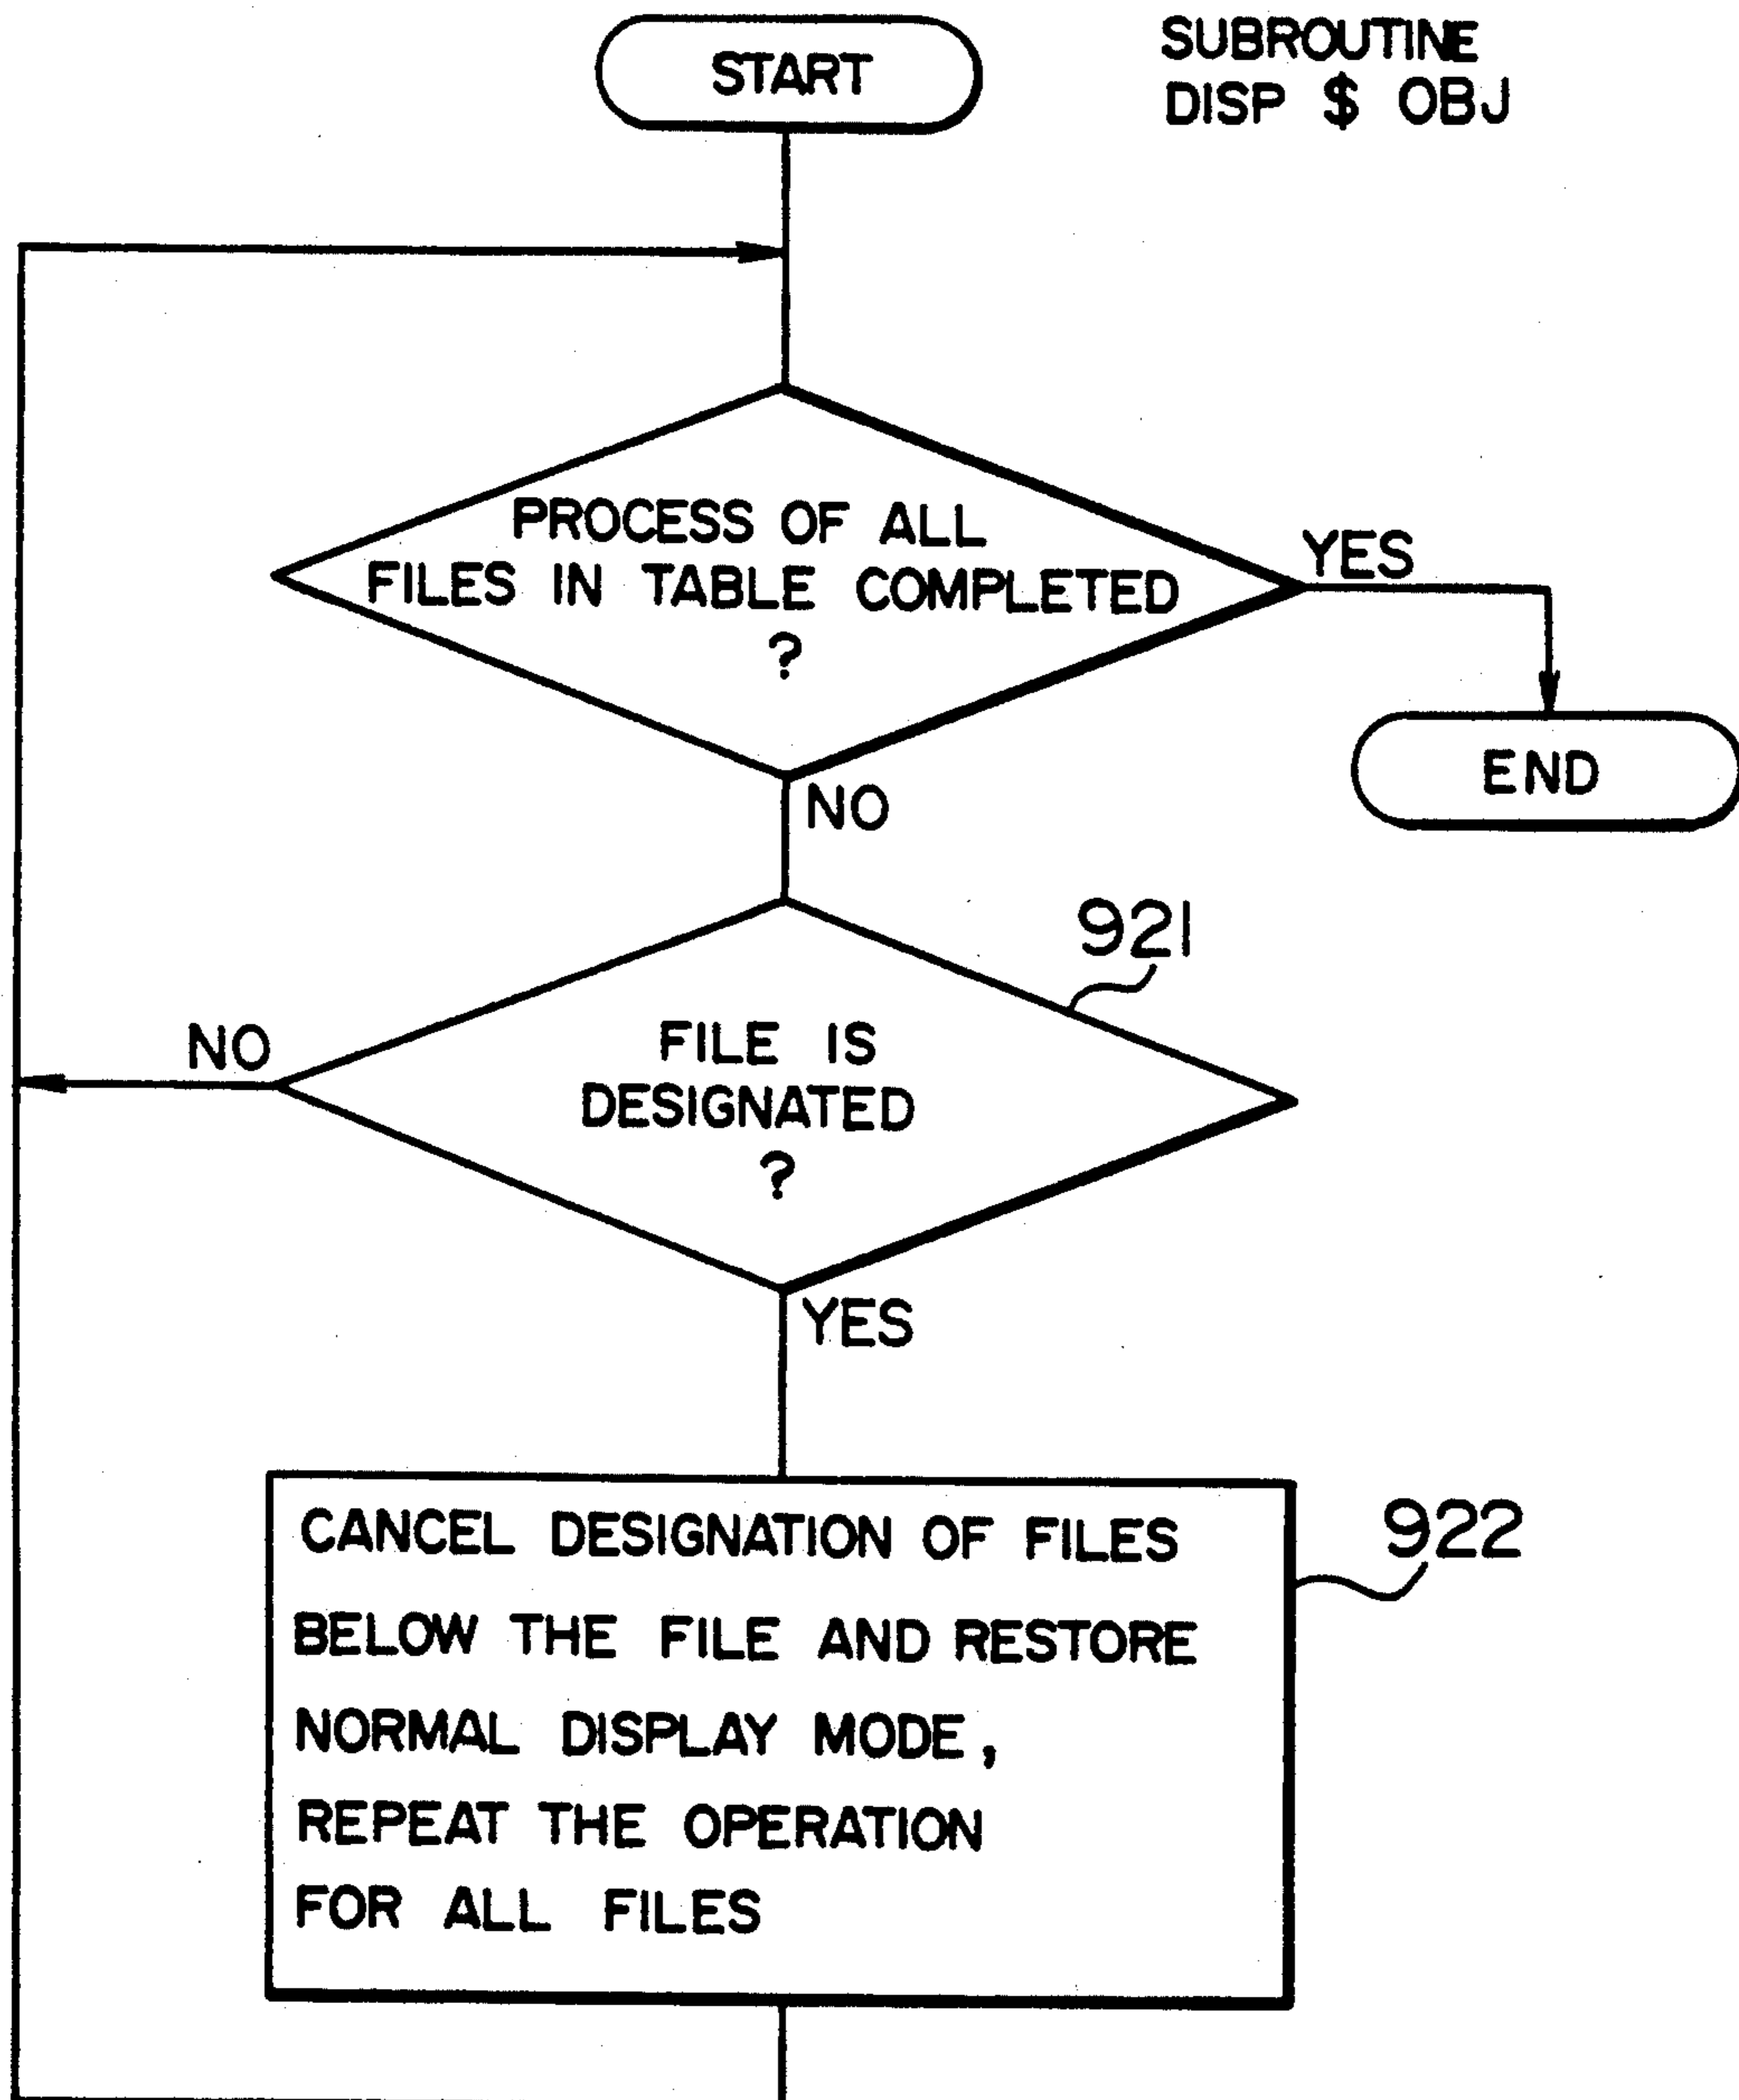 START
SUBROUTINE
DISP $ OBJ
PROCESS OF ALL
FILES IN TABLE COMPLETED
?
YES
END
NO
921
NO
FILE IS
DESIGNATED
?
YES
CANCEL DESIGNATION OF FILES
BELOW THE FILE AND RESTORE
NORMAL DISPLAY MODE,
REPEAT THE OPERATION
FOR ALL FILES
922